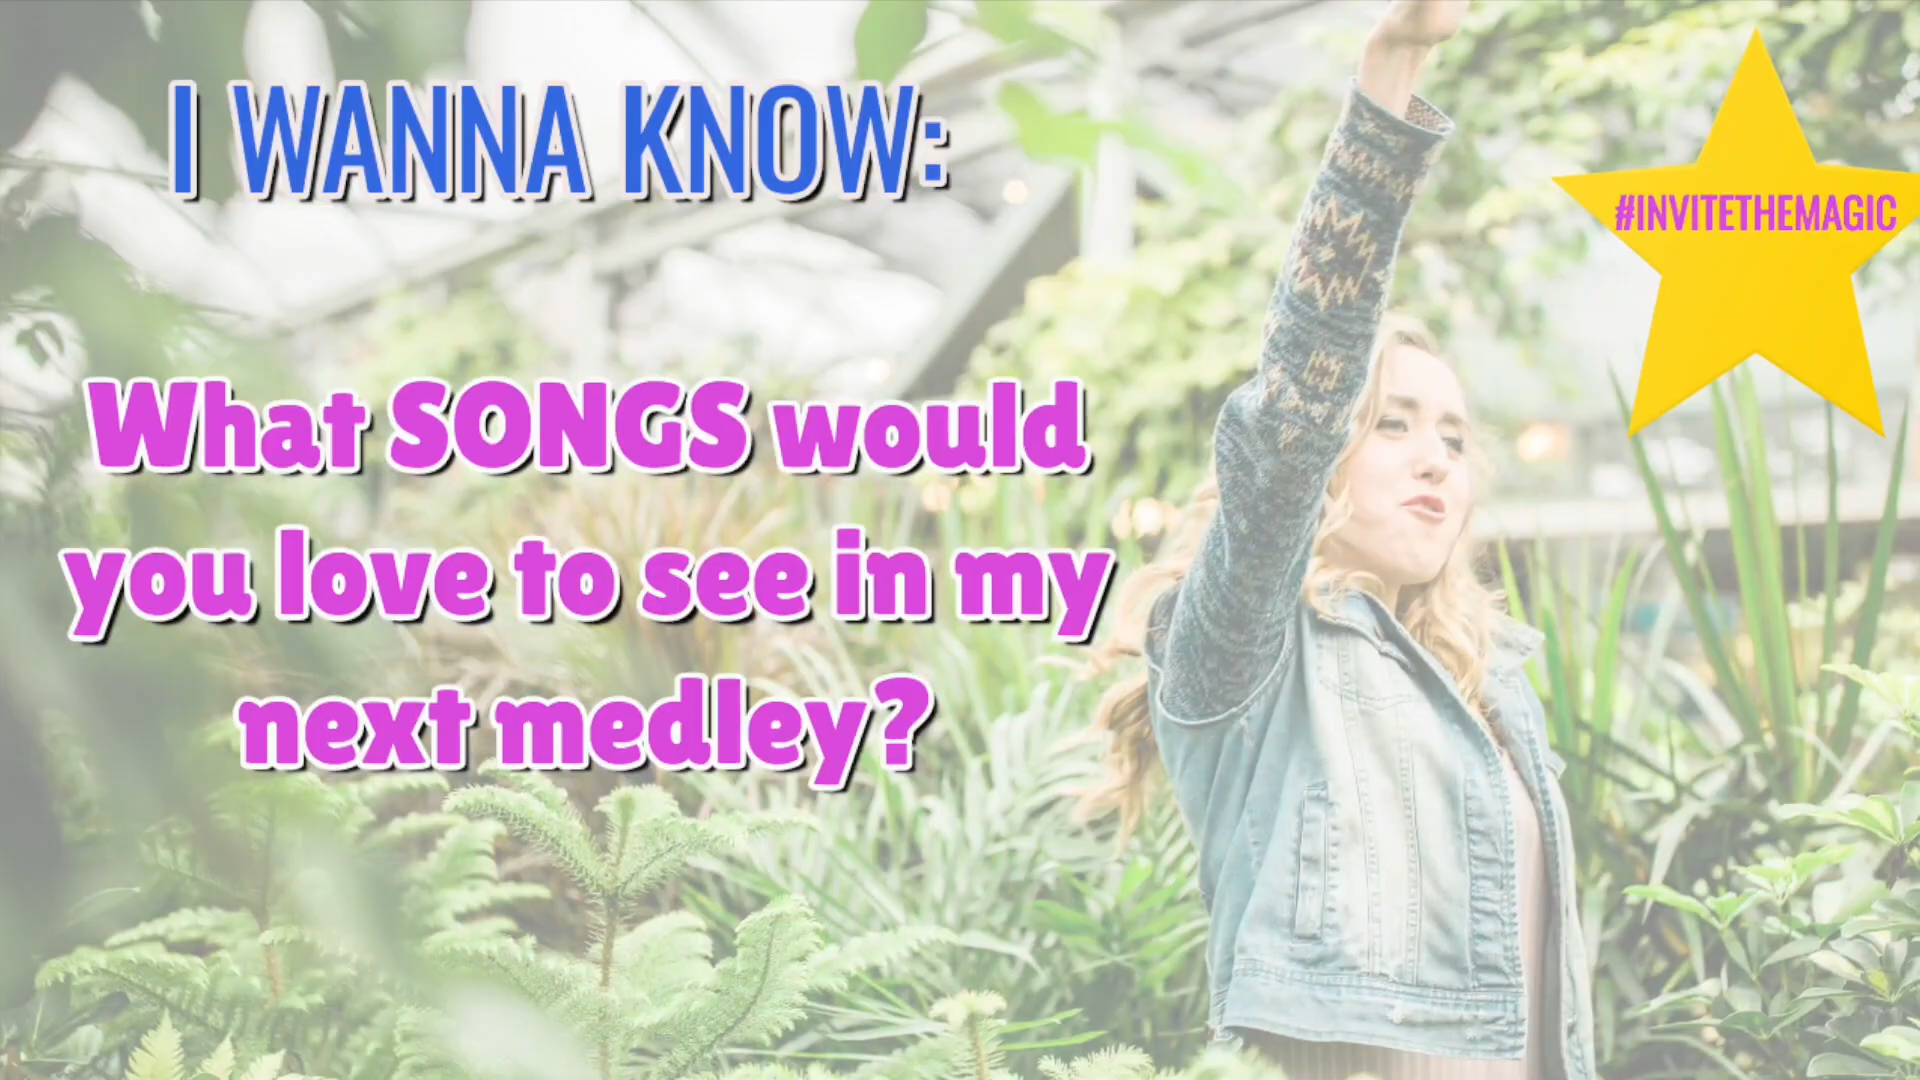 I WANNA KNOW:
#INVITETHEMAGIC
What SONGS would
you love to see in my
next medley?